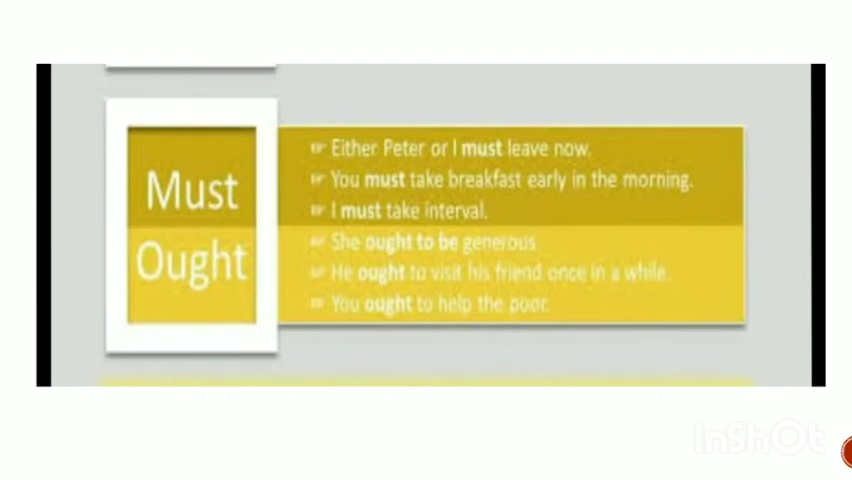 Must
Ought
Either Peter or I must leave now.
You must take breakfast early in the morning.
I must take interval.
She ought to be generous
He ought to visit his friend once in a while.
You ought to help the poor.
InShOt